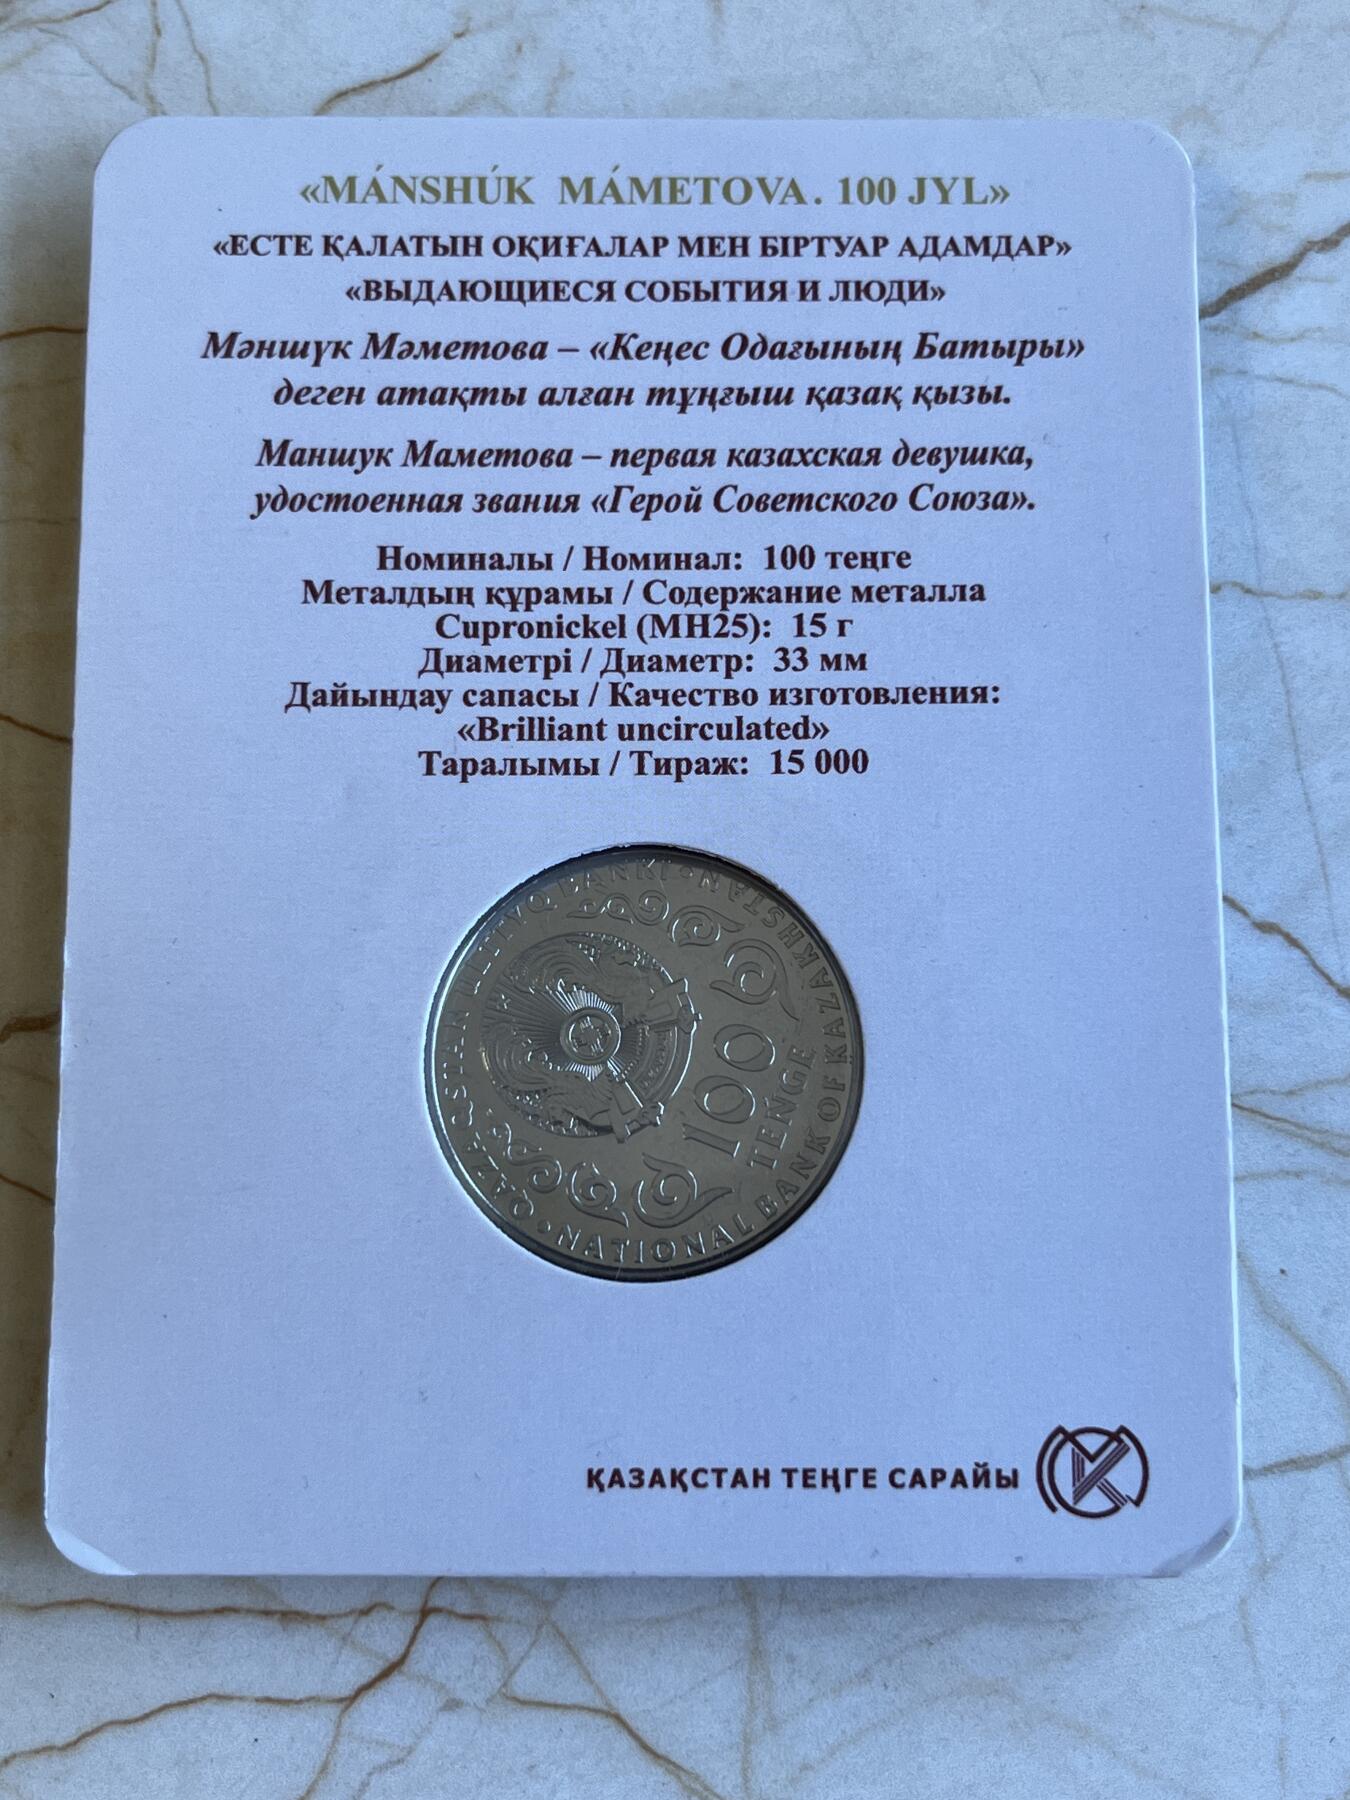 «MÁNSHÚK MÁMETOVA. 100 JYL»
«ЕСТЕ ҚАЛАТЫН ОҚИҒАЛАР МЕН БІРТУАР АДАМДАР»
«ВЫДАЮЩИЕСЯ СОБЫТИЯ И ЛЮДИ»
Мәншүк Мәметова – «Кеңес Одағының Батыры»
деген атақты алған тұңғыш қазақ қызы.
Маншук Маметова – первая казахская девушка,
удостоенная звания «Герой Советского Союза».
Номиналы / Номинал: 100 теңге
Металдың құрамы / Содержание металла
Cupronickel (МН25): 15 г
Диаметрі / Диаметр: 33 мм
Дайындау сапасы / Качество изготовления:
«Brilliant uncirculated»
Таралымы / Тираж: 15 000
QAZAQSTAN ULTTYQ BANKI • NATIONAL BANK OF KAZAKHSTAN •
100
TEŃGE
ҚАЗАҚСТАН ТЕҢГЕ САРАЙЫ